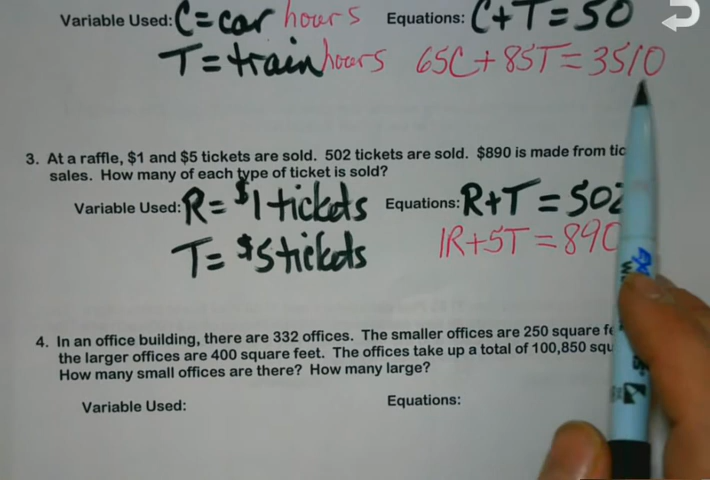 Variable Used: C = car hours Equations: C+T = 50
T = train hours 65C + 85T = 3510
3. At a raffle, $1 and $5 tickets are sold. 502 tickets are sold. $890 is made from tic
sales. How many of each type of ticket is sold?
Variable Used: R = $1 tickets Equations: R+T = 502
T = $5 tickets 1R+5T = 890
4. In an office building, there are 332 offices. The smaller offices are 250 square fe
the larger offices are 400 square feet. The offices take up a total of 100,850 squ
How many small offices are there? How many large?
Variable Used: Equations: